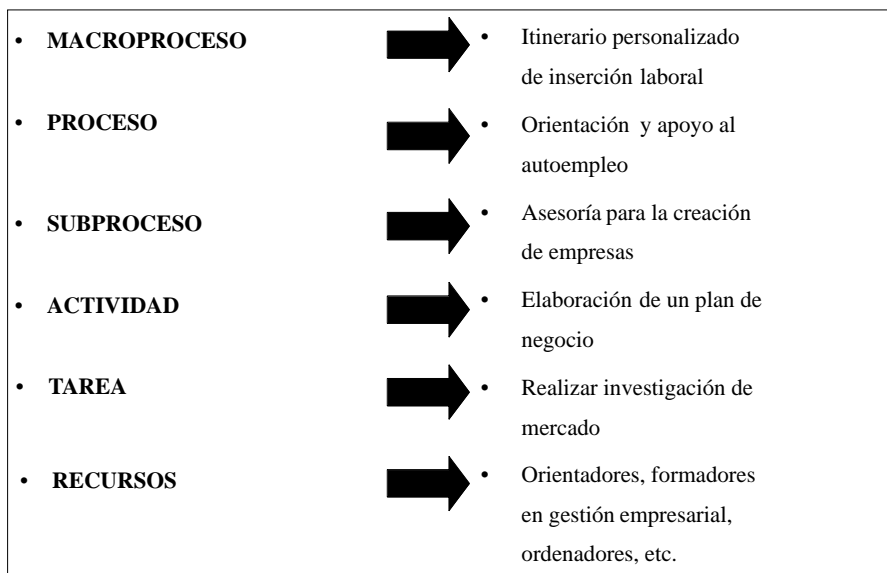 • MACROPROCESO • Itinerario personalizado
de inserción laboral
• PROCESO • Orientación y apoyo al
autoempleo
• SUBPROCESO • Asesoría para la creación
de empresas
• ACTIVIDAD • Elaboración de un plan de
negocio
• TAREA • Realizar investigación de
mercado
• RECURSOS • Orientadores, formadores
en gestión empresarial,
ordenadores, etc.